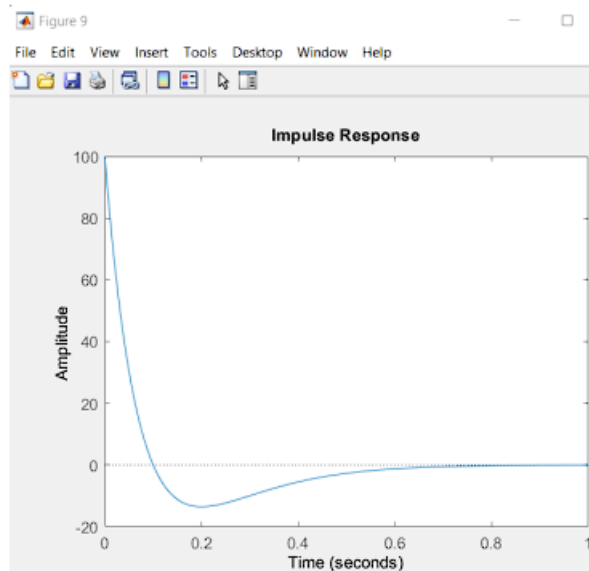 Figure 9
File Edit View Insert Tools Desktop Window Help
Impulse Response
100
80
60
40
20
0
-20
Amplitude
0 0.2 0.4 0.6 0.8 1
Time (seconds)